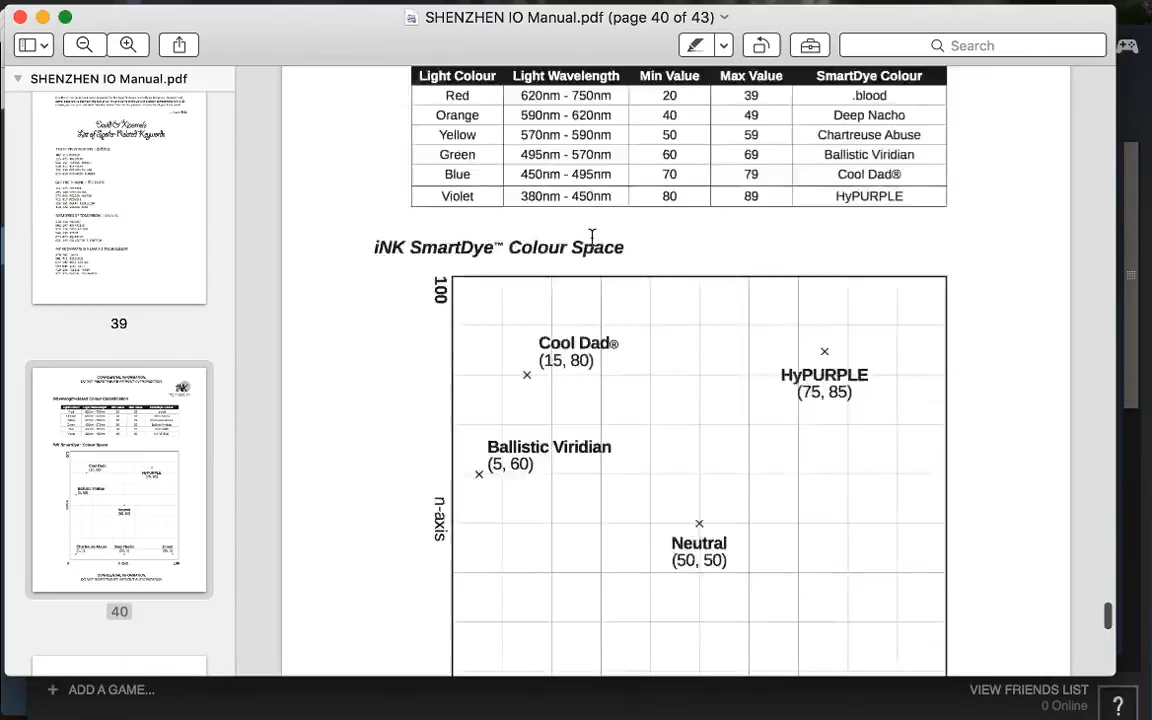 SHENZHEN IO Manual.pdf (page 40 of 43)
Search
SHENZHEN IO Manual.pdf
39
40
Light Colour Light Wavelength Min Value Max Value SmartDye Colour
Red 620nm - 750nm 20 39 .blood
Orange 590nm - 620nm 40 49 Deep Nacho
Yellow 570nm - 590nm 50 59 Chartreuse Abuse
Green 495nm - 570nm 60 69 Ballistic Viridian
Blue 450nm - 495nm 70 79 Cool Dad®
Violet 380nm - 450nm 80 89 HyPURPLE
iNK SmartDye™ Colour Space
100
Cool Dad®
(15, 80)
HyPURPLE
(75, 85)
Ballistic Viridian
(5, 60)
n-axis
Neutral
(50, 50)
+ ADD A GAME...
VIEW FRIENDS LIST
0 Online
?